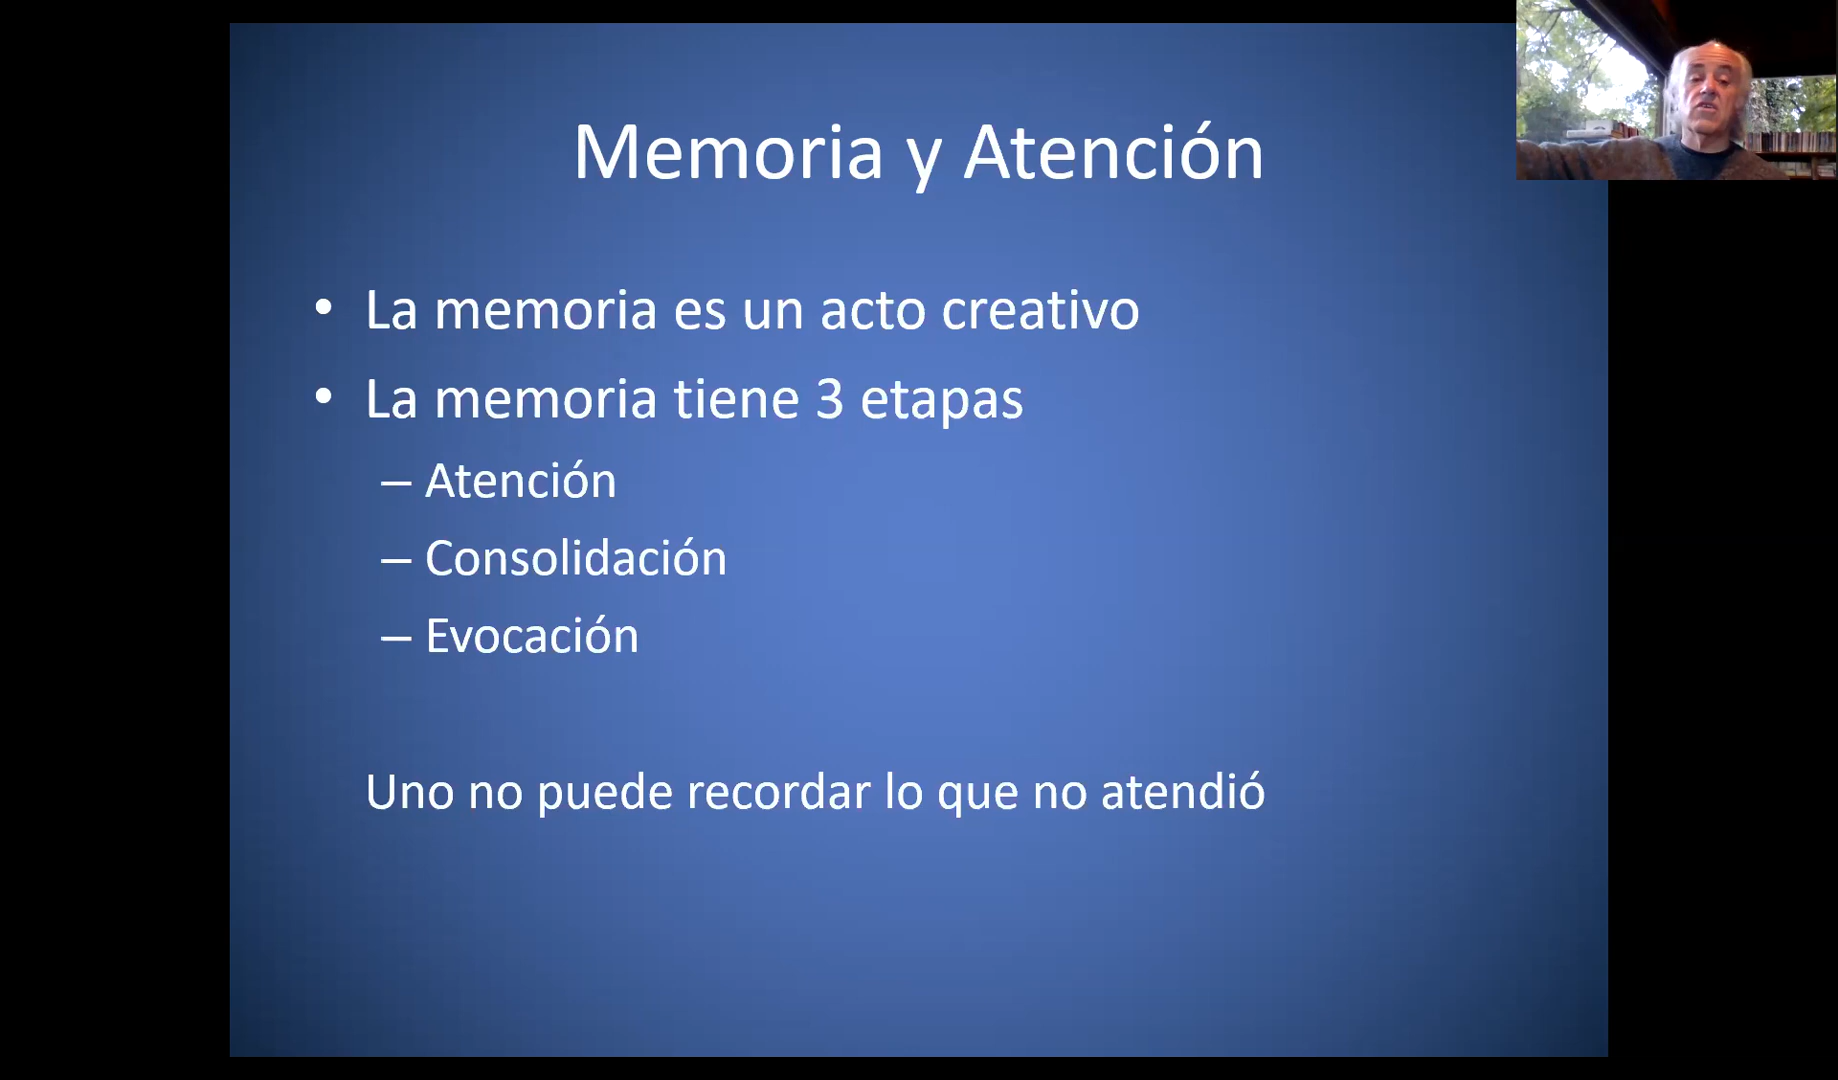 Memoria y Atención
• La memoria es un acto creativo
• La memoria tiene 3 etapas
– Atención
– Consolidación
– Evocación
Uno no puede recordar lo que no atendió